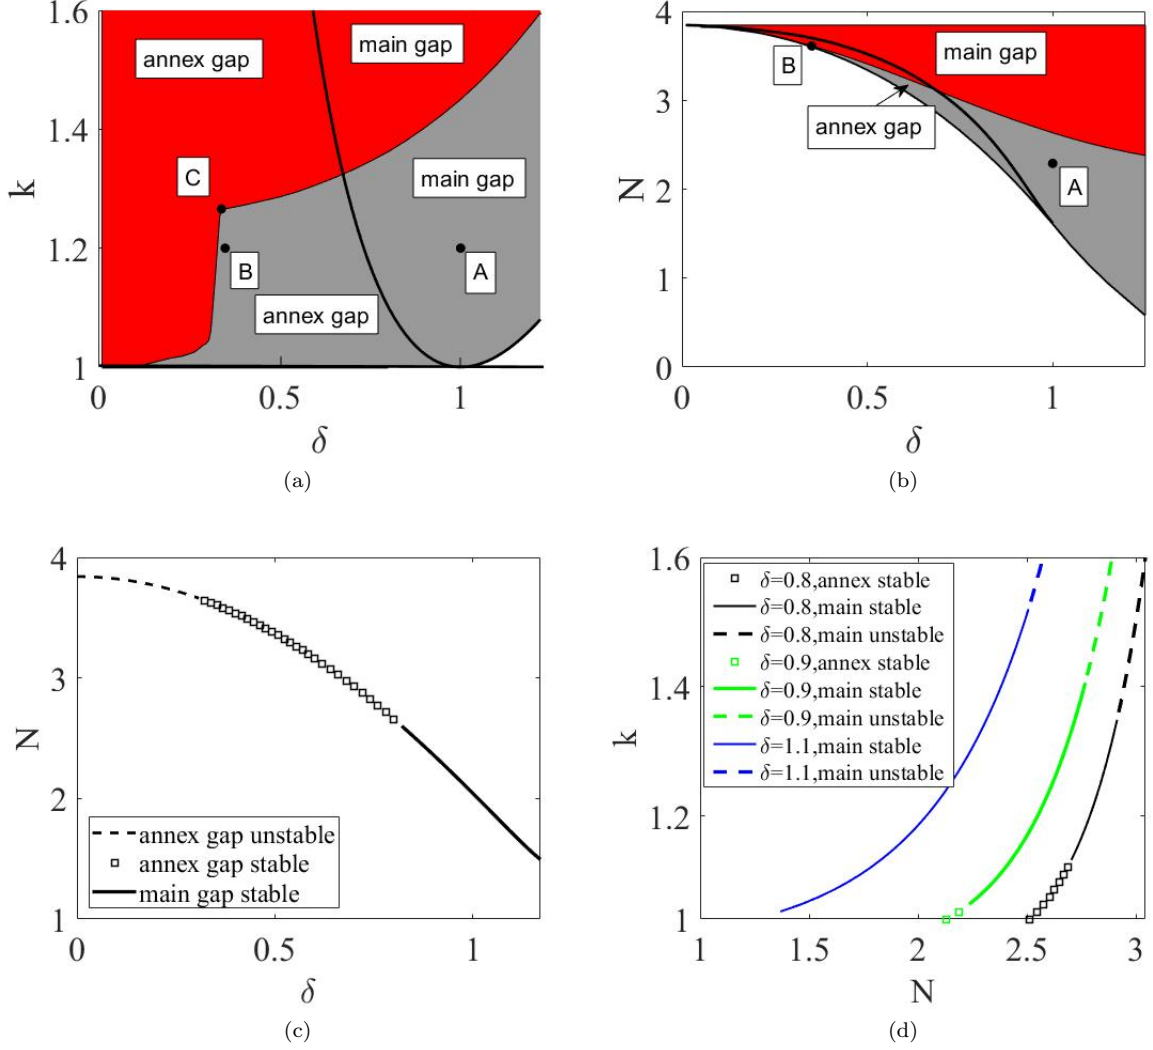 1.6
1.4
1.2
1
k
annex gap
main gap
C
main gap
B
A
annex gap
0
0.5
1
δ
(a)
4
3
2
1
0
N
main gap
B
annex gap
A
0
0.5
1
δ
(b)
4
3
2
1
N
annex gap unstable
annex gap stable
main gap stable
0
0.5
1
δ
(c)
1.6
1.4
1.2
1
k
δ=0.8,annex stable
δ=0.8,main stable
δ=0.8,main unstable
δ=0.9,annex stable
δ=0.9,main stable
δ=0.9,main unstable
δ=1.1,main stable
δ=1.1,main unstable
1
1.5
2
2.5
3
N
(d)